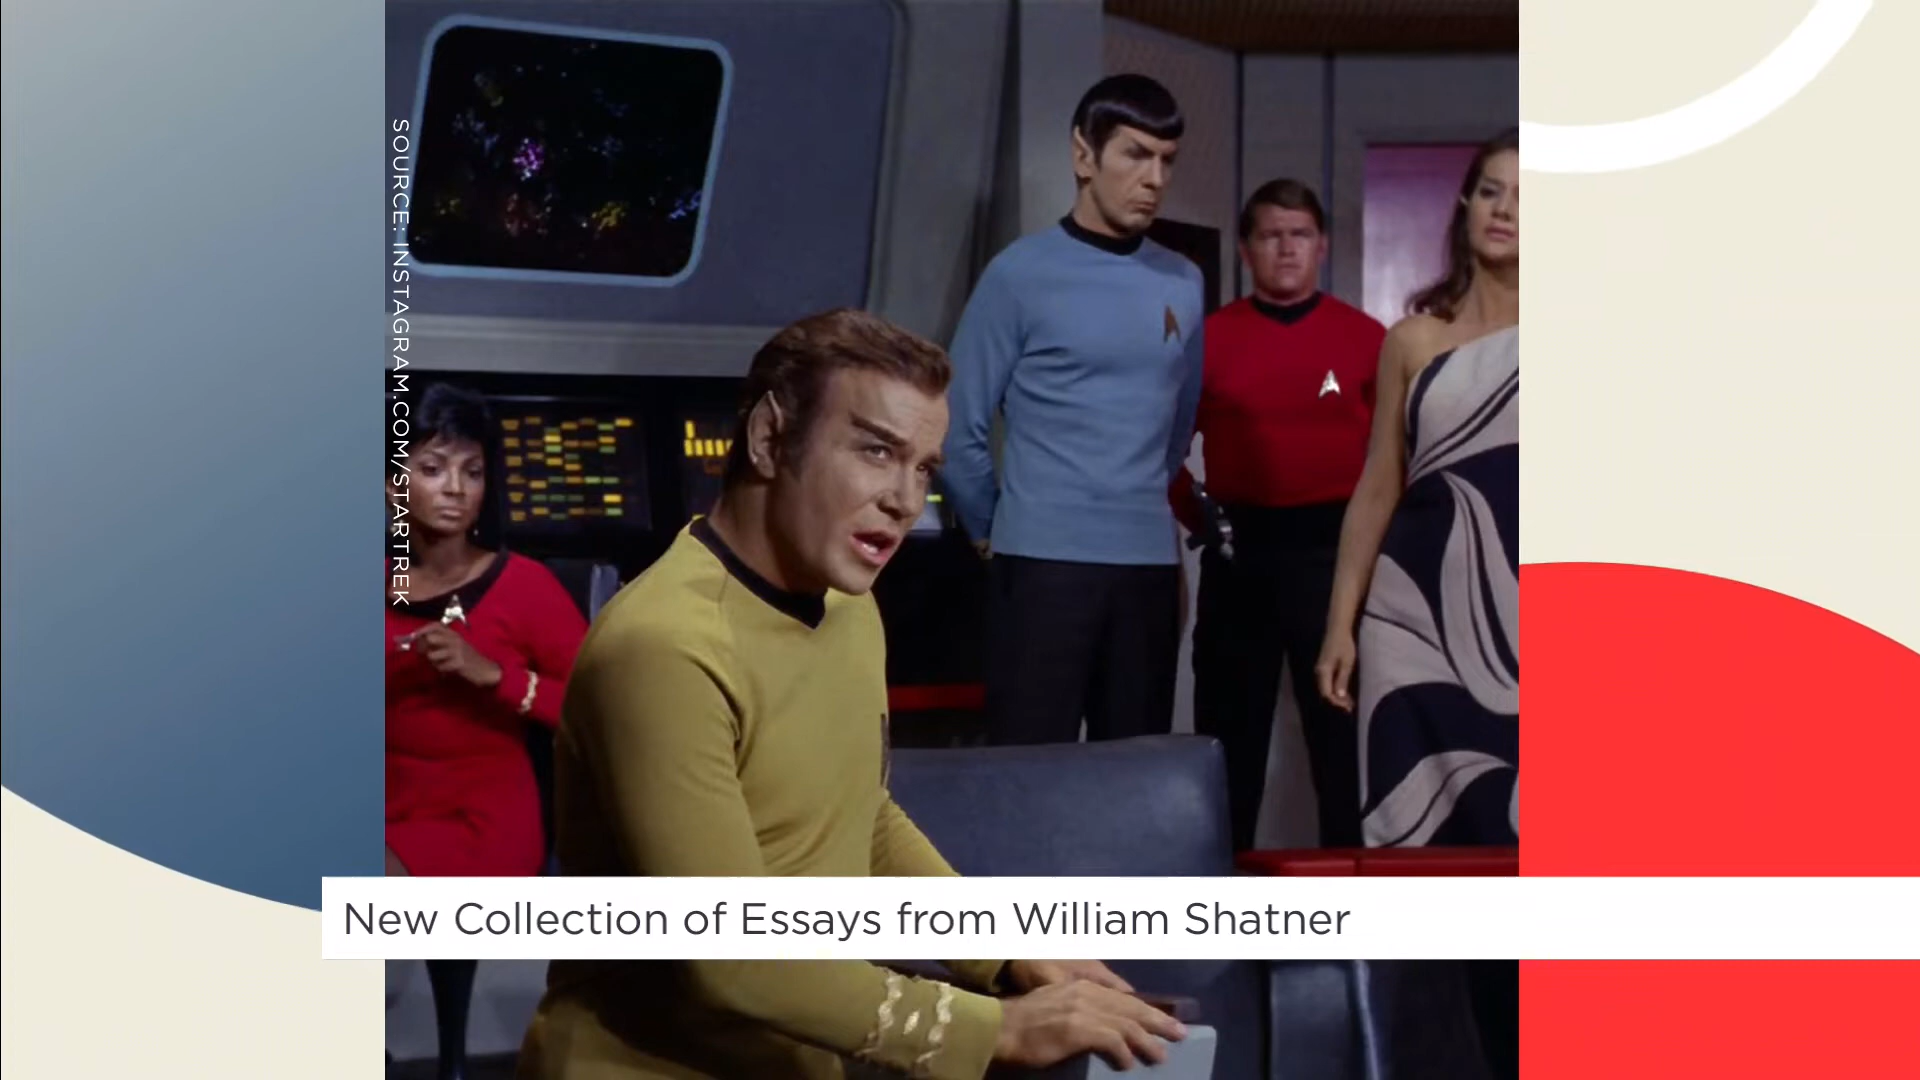 SOURCE: INSTAGRAM.COM/STARTREK
New Collection of Essays from William Shatner